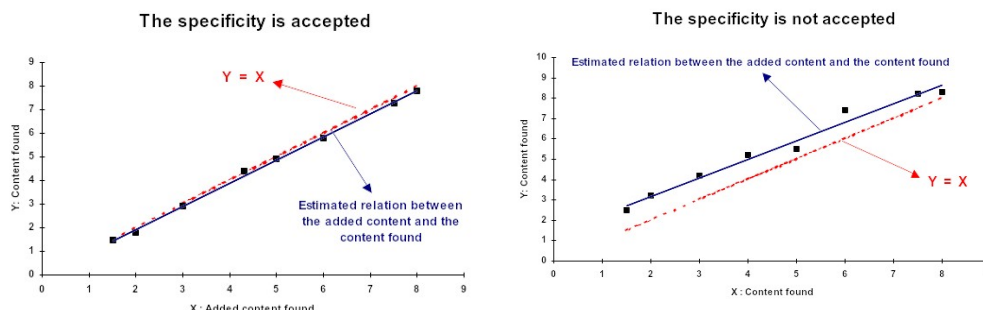 The specificity is accepted
9
8
7
6
5
4
3
2
1
0
Y: Content found
Y = X
Estimated relation between
the added content and the
content found
0 1 2 3 4 5 6 7 8 9
X : Added content found
The specificity is not accepted
10
9
8
7
6
5
4
3
2
1
0
Y: Content found
Estimated relation between the added content and the content found
Y = X
0 1 2 3 4 5 6 7 8
X : Content found